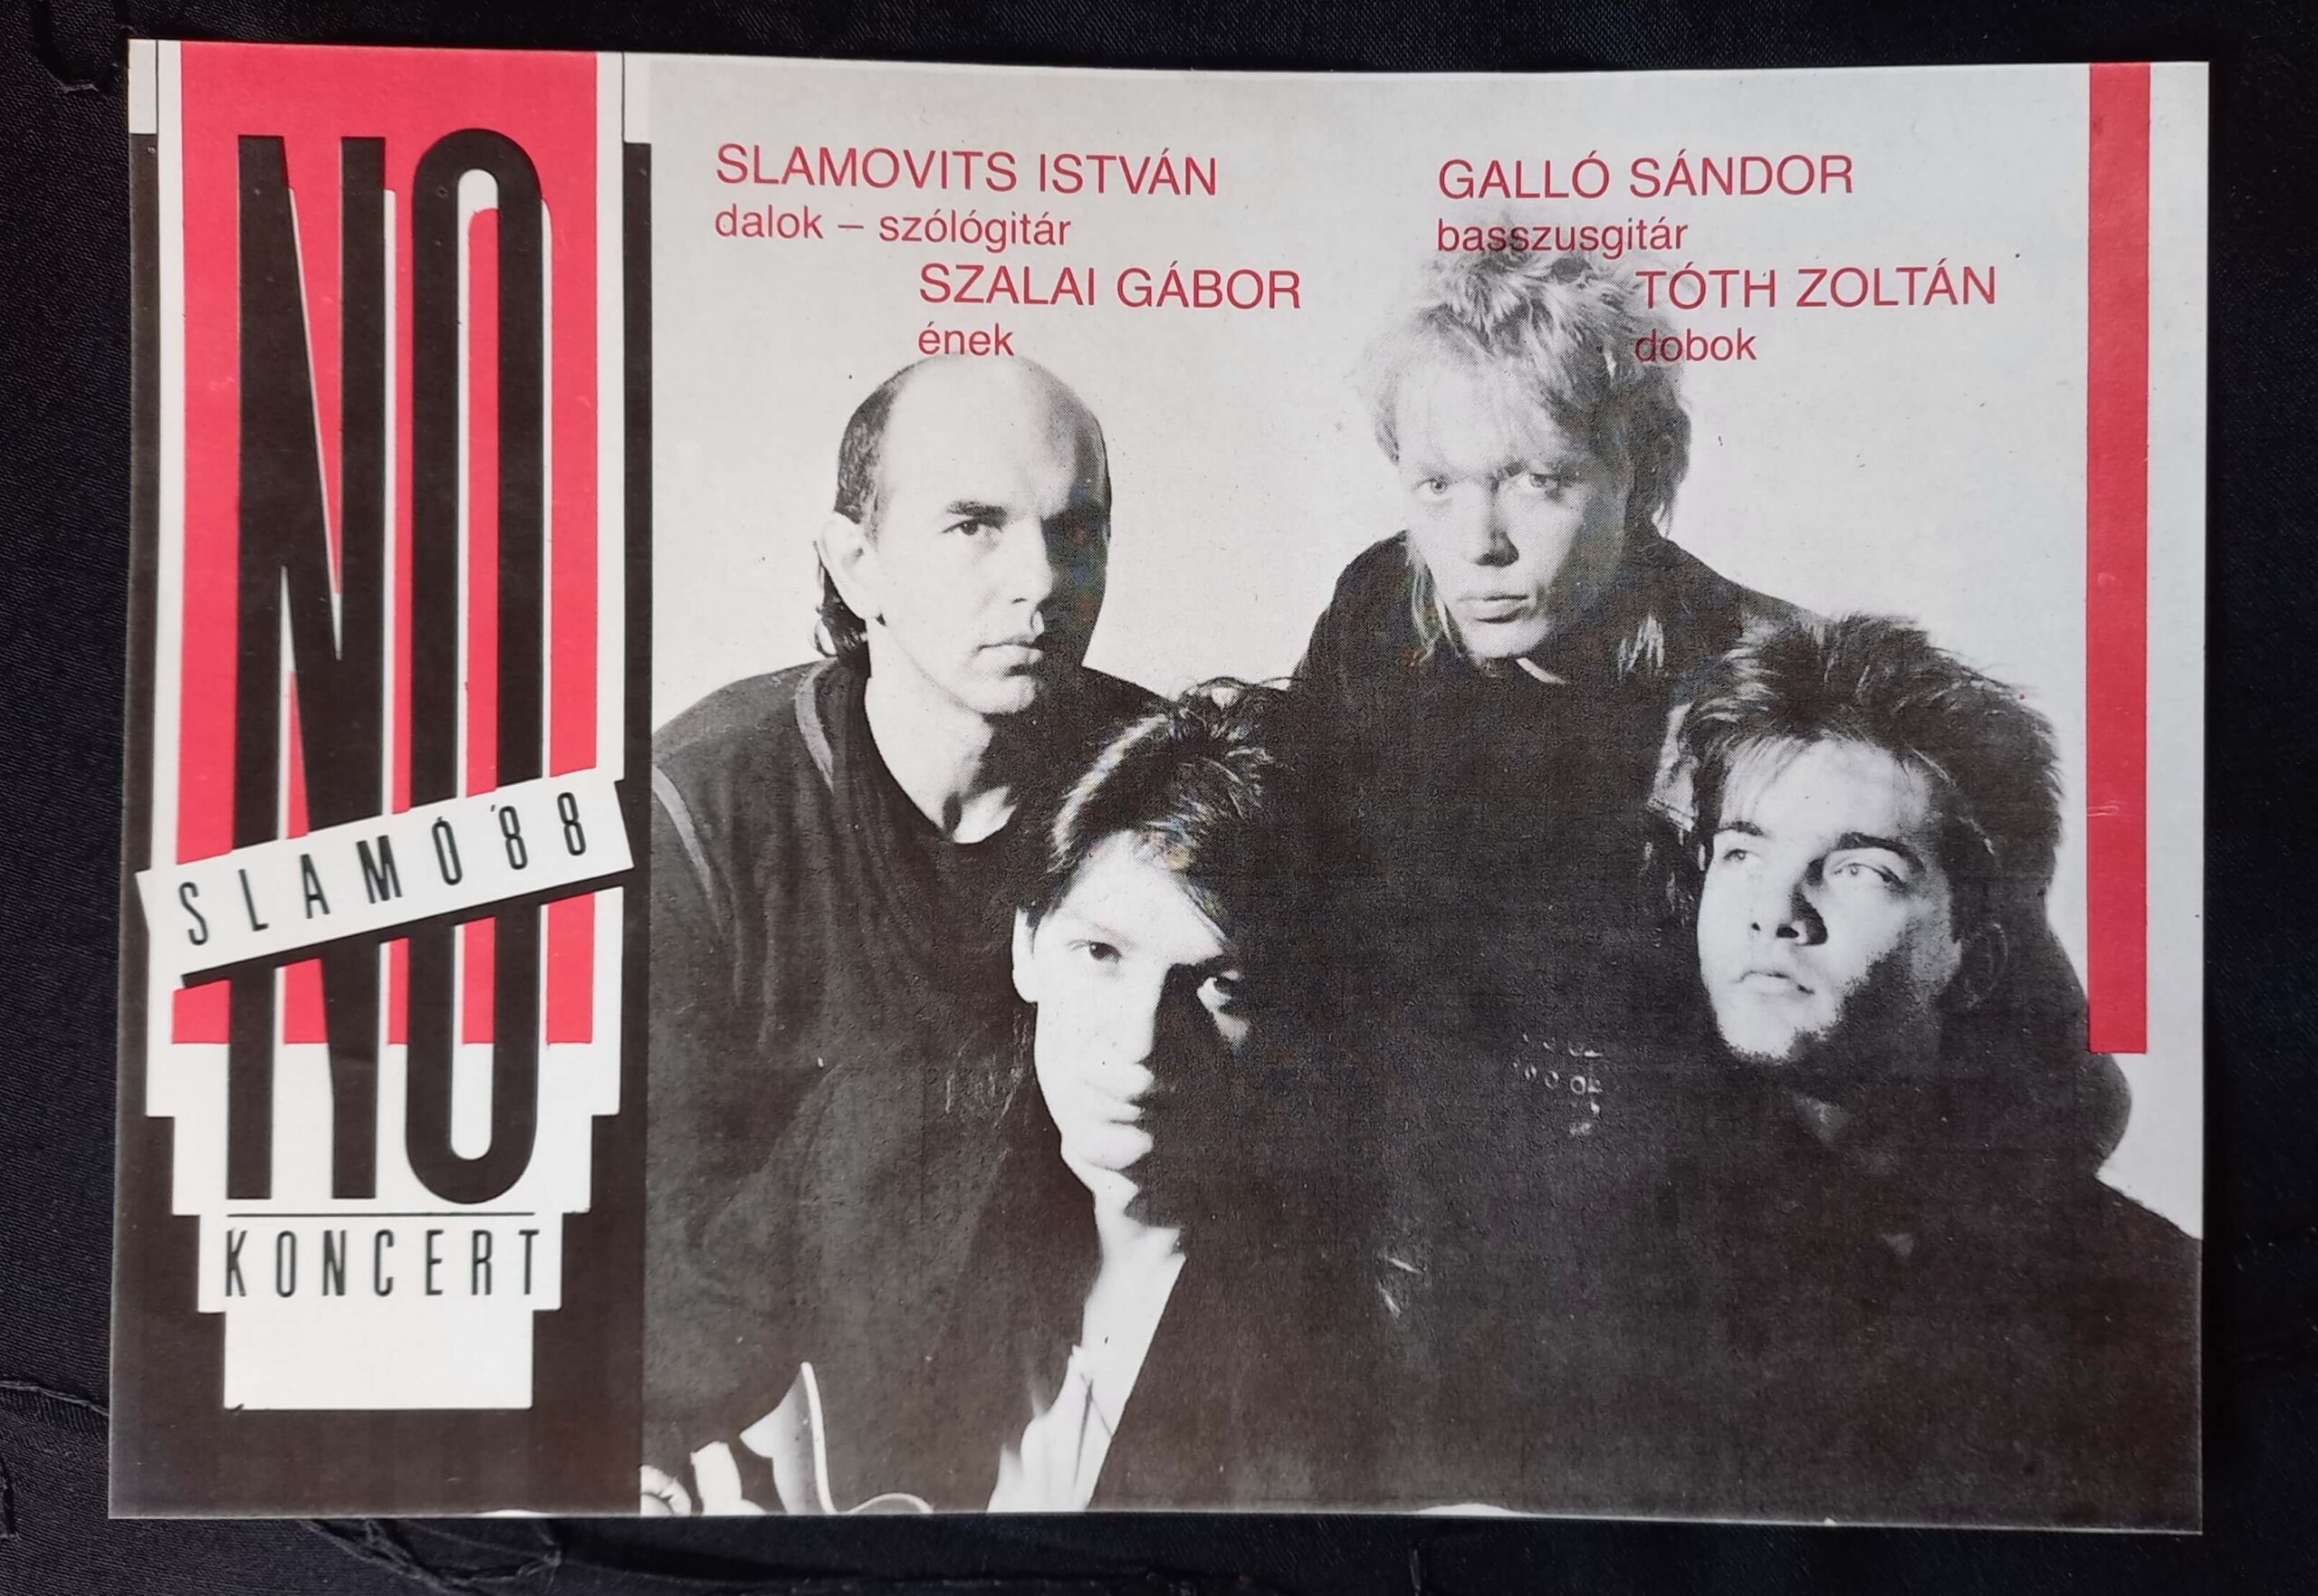 NO
SLAMÓ'88
KONCERT
SLAMOVITS ISTVÁN
dalok – szólógitár
SZALAI GÁBOR
ének
GALLÓ SÁNDOR
basszusgitár
TÓTH ZOLTÁN
dobok